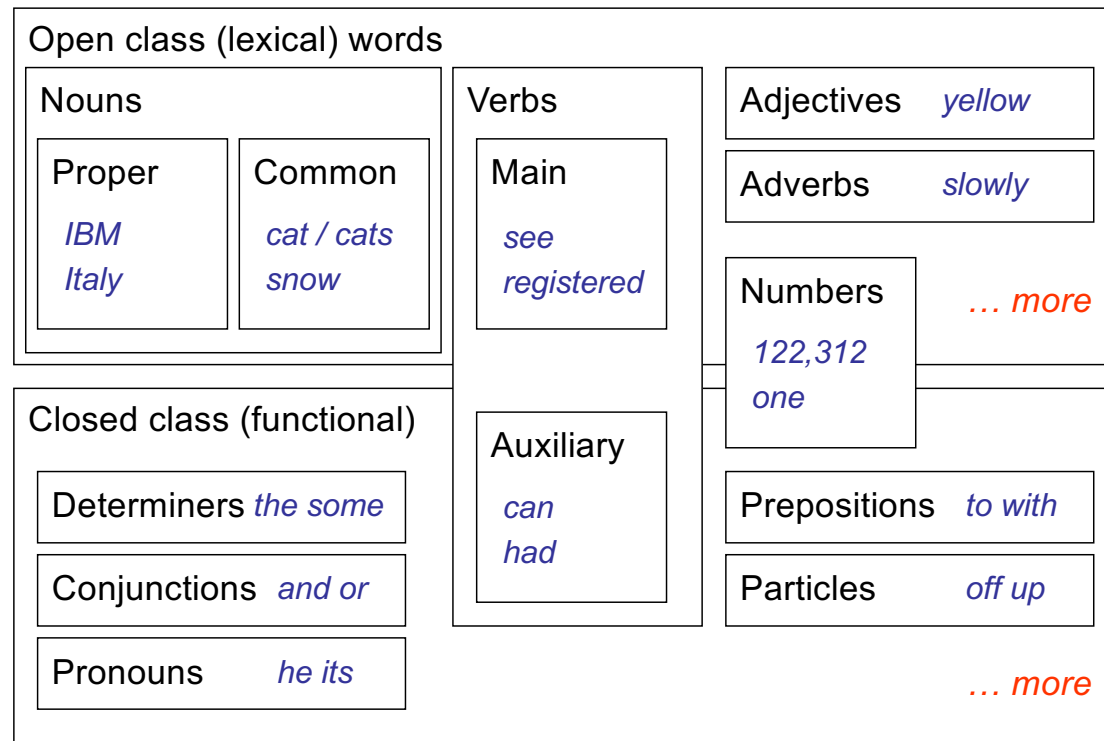 Open class (lexical) words
Nouns
Proper
IBM
Italy
Common
cat / cats
snow
Verbs
Main
see
registered
Adjectives yellow
Adverbs slowly
Numbers
122,312
one
… more
Closed class (functional)
Determiners the some
Conjunctions and or
Pronouns he its
Auxiliary
can
had
Prepositions to with
Particles off up
… more